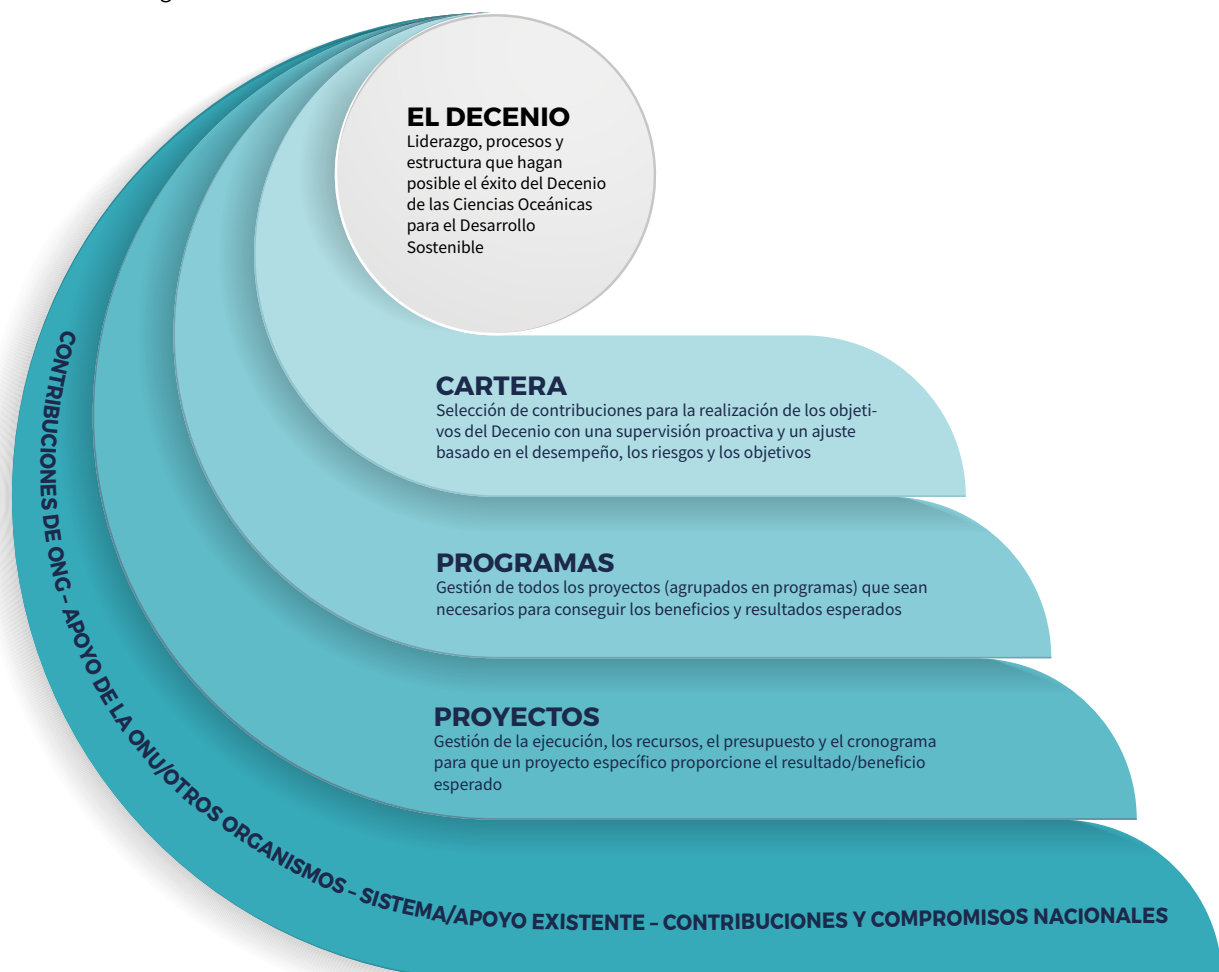 EL DECENIO
Liderazgo, procesos y
estructura que hagan
posible el éxito del Decenio
de las Ciencias Oceánicas
para el Desarrollo
Sostenible
CARTERA
Selección de contribuciones para la realización de los objeti-
vos del Decenio con una supervisión proactiva y un ajuste
basado en el desempeño, los riesgos y los objetivos
PROGRAMAS
Gestión de todos los proyectos (agrupados en programas) que sean
necesarios para conseguir los beneficios y resultados esperados
PROYECTOS
Gestión de la ejecución, los recursos, el presupuesto y el cronograma
para que un proyecto específico proporcione el resultado/beneficio
esperado
CONTRIBUCIONES DE ONG – APOYO DE LA ONU/OTROS ORGANISMOS – SISTEMA/APOYO EXISTENTE – CONTRIBUCIONES Y COMPROMISOS NACIONALES